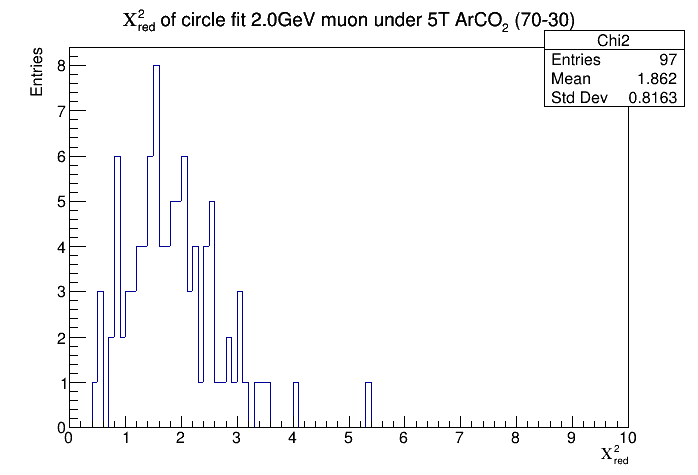 X²red of circle fit 2.0GeV muon under 5T ArCO₂ (70-30)
Chi2
Entries 97
Mean 1.862
Std Dev 0.8163
Entries
8
7
6
5
4
3
2
1
0
0 1 2 3 4 5 6 7 8 9 10
X²red